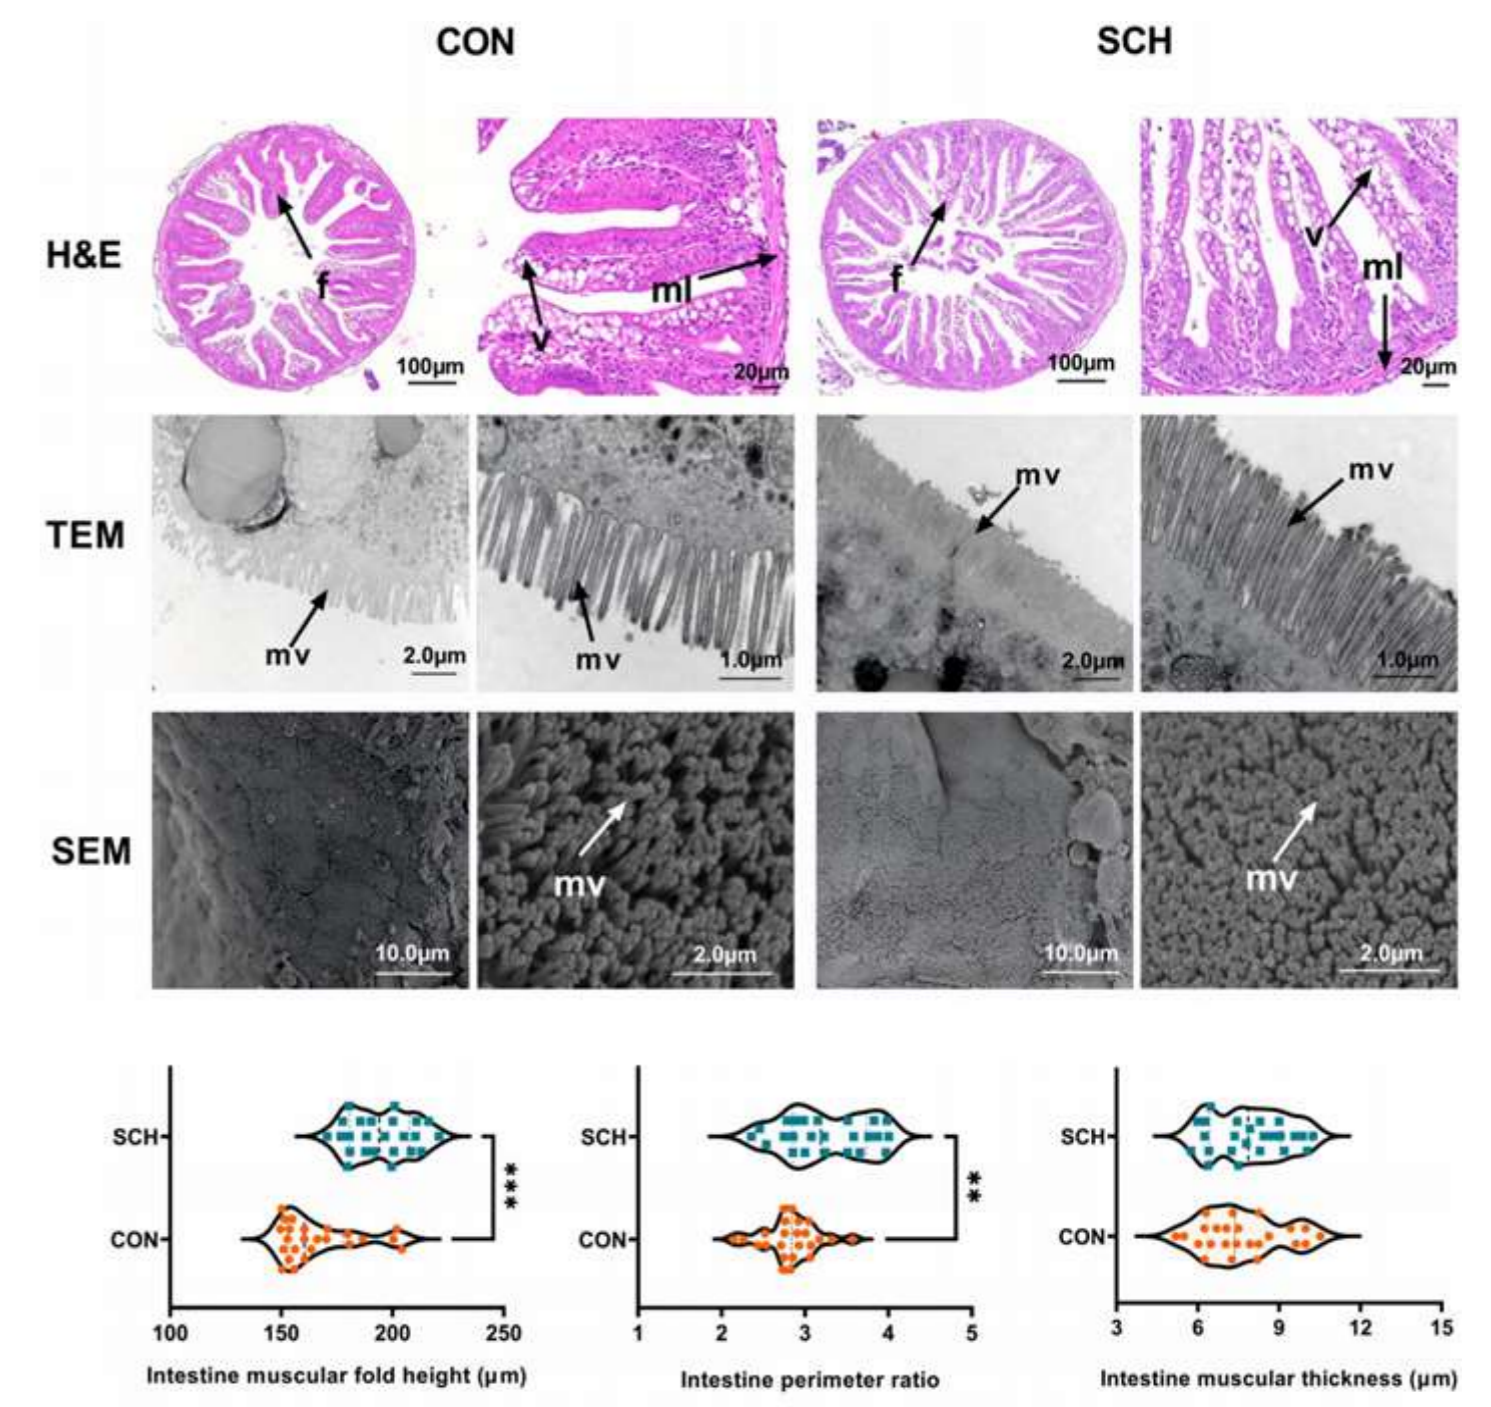 CON SCH
H&E
f
100µm
v
ml
20µm
f
100µm
v
ml
20µm
TEM
mv
2.0µm
mv
1.0µm
mv
2.0µm
mv
1.0µm
SEM
10.0µm
mv
2.0µm
10.0µm
mv
2.0µm
SCH
CON
***
100 150 200 250
Intestine muscular fold height (µm)
SCH
CON
**
1 2 3 4 5
Intestine perimeter ratio
SCH
CON
3 6 9 12 15
Intestine muscular thickness (µm)